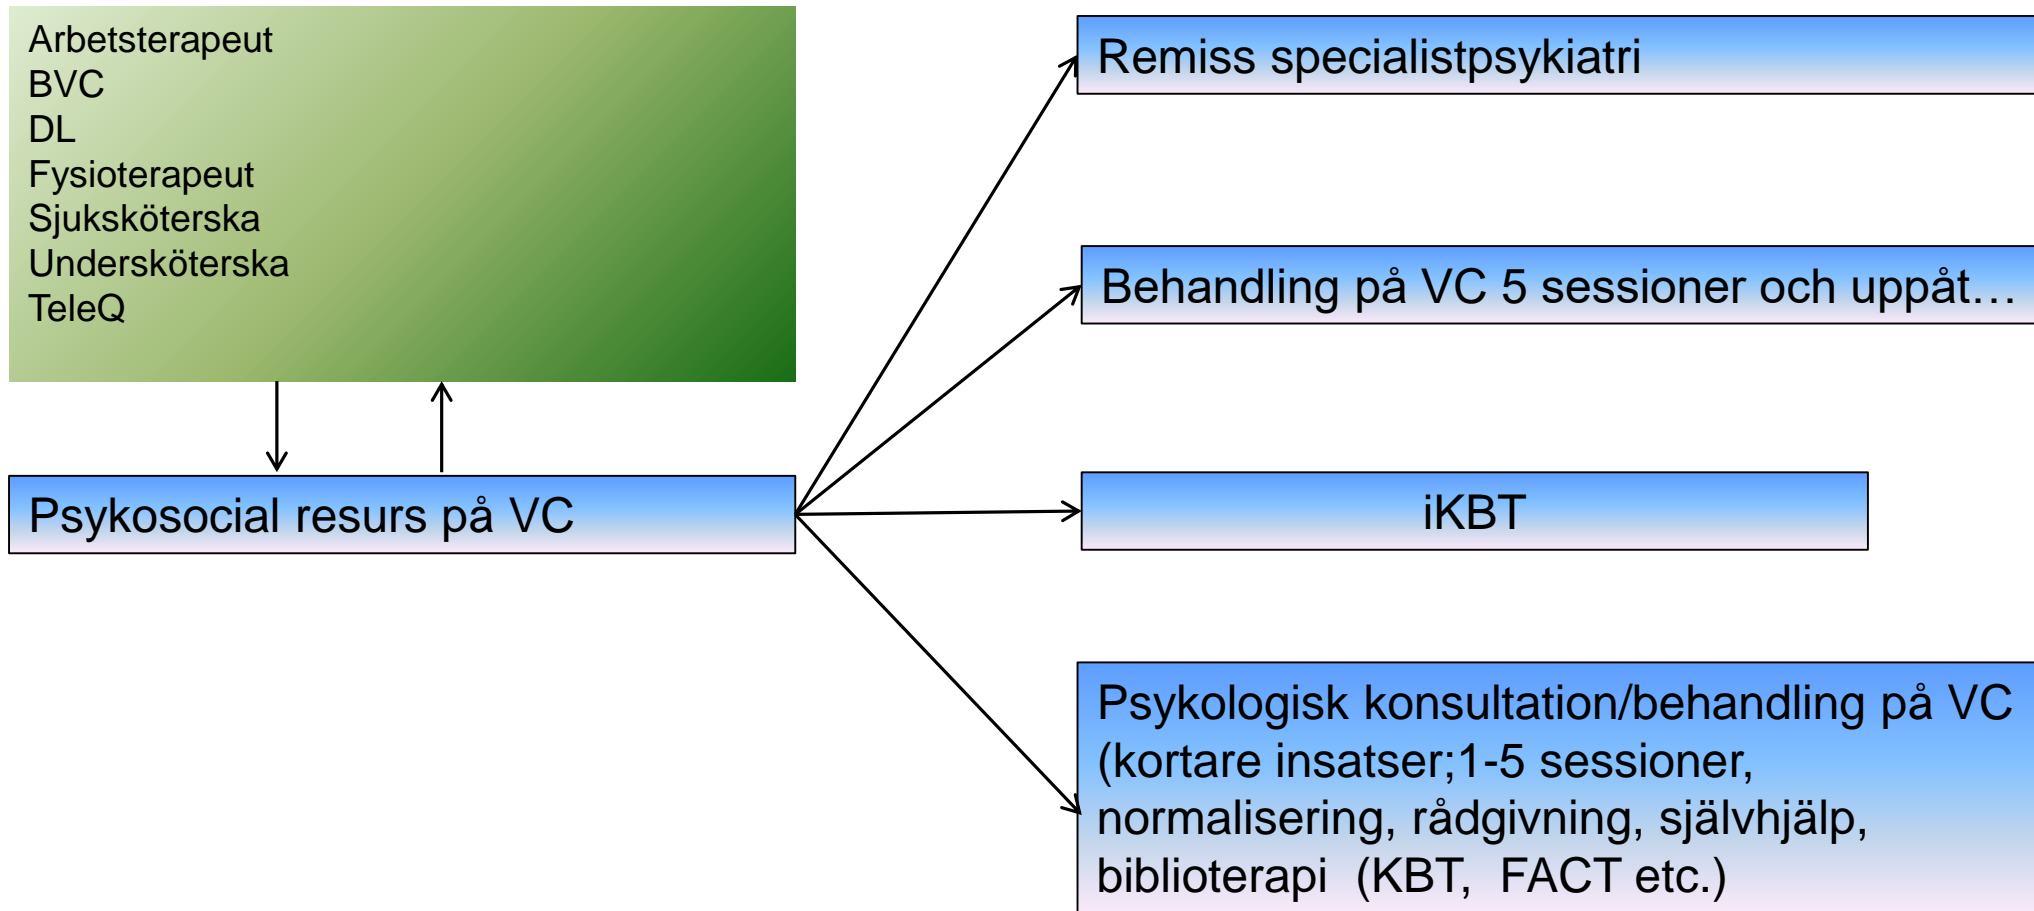 Arbetsterapeut
BVC
DL
Fysioterapeut
Sjuksköterska
Undersköterska
TeleQ
Psykosocial resurs på VC
Remiss specialistpsykiatri
Behandling på VC 5 sessioner och uppåt…
iKBT
Psykologisk konsultation/behandling på VC
(kortare insatser;1-5 sessioner,
normalisering, rådgivning, självhjälp,
biblioterapi  (KBT,  FACT etc.)